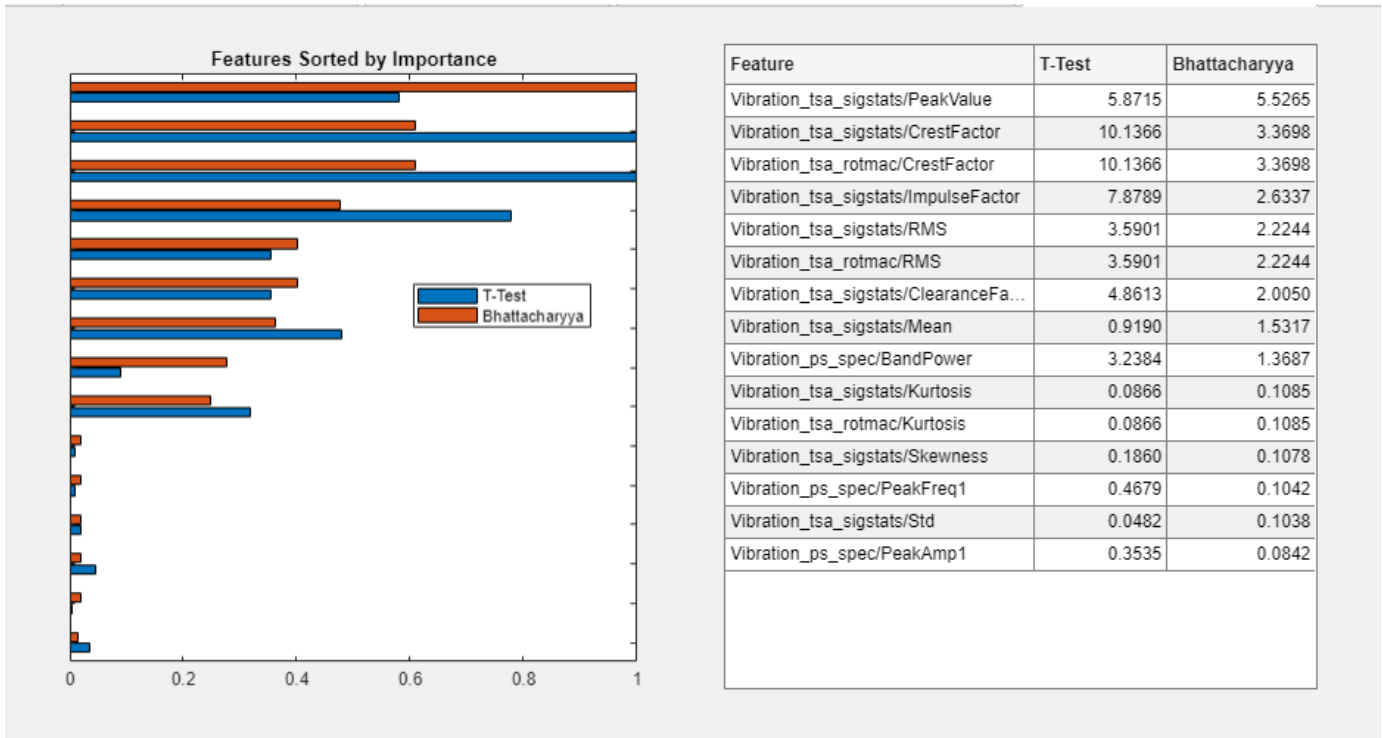 Features Sorted by Importance
T-Test
Bhattacharyya
0 0.2 0.4 0.6 0.8 1
Feature T-Test Bhattacharyya
Vibration_tsa_sigstats/PeakValue 5.8715 5.5265
Vibration_tsa_sigstats/CrestFactor 10.1366 3.3698
Vibration_tsa_rotmac/CrestFactor 10.1366 3.3698
Vibration_tsa_sigstats/ImpulseFactor 7.8789 2.6337
Vibration_tsa_sigstats/RMS 3.5901 2.2244
Vibration_tsa_rotmac/RMS 3.5901 2.2244
Vibration_tsa_sigstats/ClearanceFa... 4.8613 2.0050
Vibration_tsa_sigstats/Mean 0.9190 1.5317
Vibration_ps_spec/BandPower 3.2384 1.3687
Vibration_tsa_sigstats/Kurtosis 0.0866 0.1085
Vibration_tsa_rotmac/Kurtosis 0.0866 0.1085
Vibration_tsa_sigstats/Skewness 0.1860 0.1078
Vibration_ps_spec/PeakFreq1 0.4679 0.1042
Vibration_tsa_sigstats/Std 0.0482 0.1038
Vibration_ps_spec/PeakAmp1 0.3535 0.0842